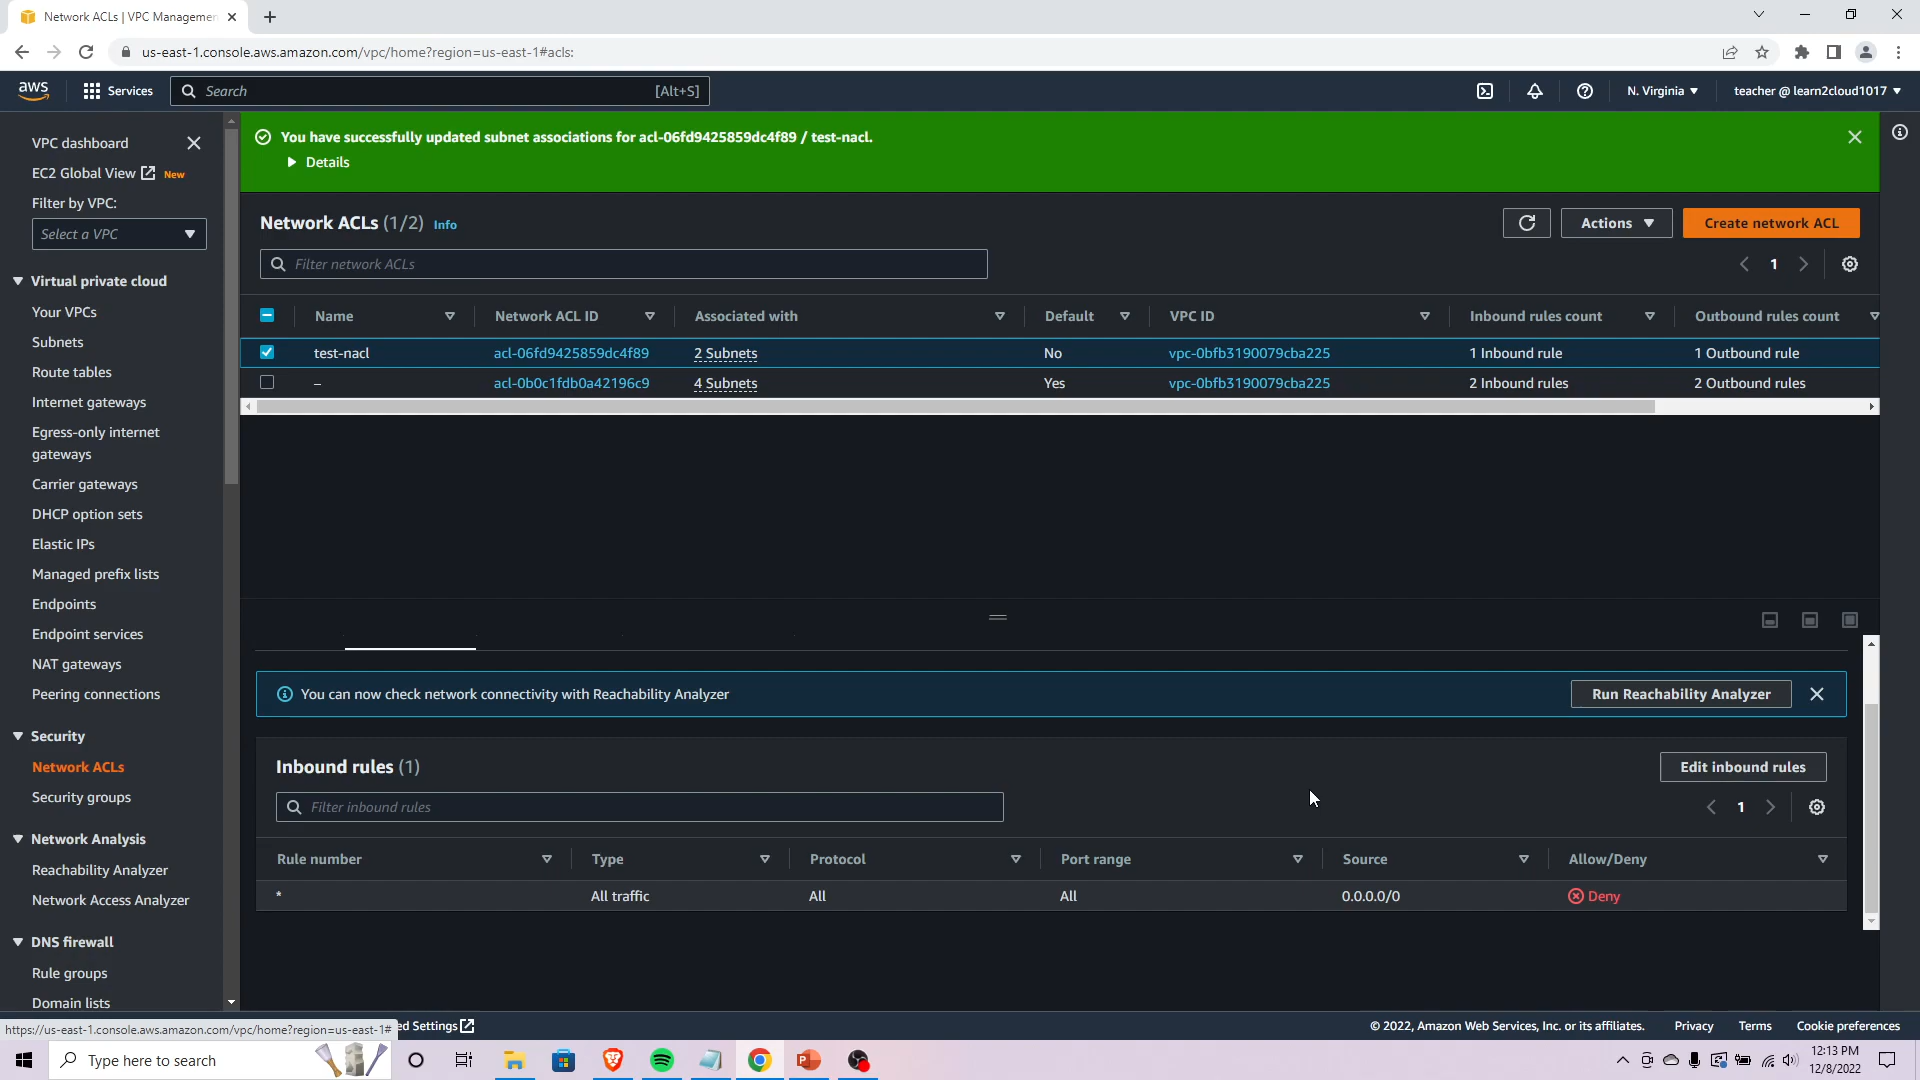 Network ACLs | VPC Managemen
us-east-1.console.aws.amazon.com/vpc/home?region=us-east-1#acls:
aws
Services
Search
[Alt+S]
N. Virginia
teacher @ learn2cloud1017
VPC dashboard
EC2 Global View
New
Filter by VPC:
Select a VPC
Virtual private cloud
Your VPCs
Subnets
Route tables
Internet gateways
Egress-only internet
gateways
Carrier gateways
DHCP option sets
Elastic IPs
Managed prefix lists
Endpoints
Endpoint services
NAT gateways
Peering connections
Security
Network ACLs
Security groups
Network Analysis
Reachability Analyzer
Network Access Analyzer
DNS firewall
Rule groups
Domain lists
You have successfully updated subnet associations for acl-06fd9425859dc4f89 / test-nacl.
Details
Network ACLs (1/2) Info
Actions
Create network ACL
Filter network ACLs
1
Name Network ACL ID Associated with Default VPC ID Inbound rules count Outbound rules count
test-nacl acl-06fd9425859dc4f89 2 Subnets No vpc-0bfb3190079cba225 1 Inbound rule 1 Outbound rule
– acl-0b0c1fdb0a42196c9 4 Subnets Yes vpc-0bfb3190079cba225 2 Inbound rules 2 Outbound rules
You can now check network connectivity with Reachability Analyzer
Run Reachability Analyzer
Inbound rules (1)
Edit inbound rules
Filter inbound rules
1
Rule number Type Protocol Port range Source Allow/Deny
* All traffic All All 0.0.0.0/0 Deny
https://us-east-1.console.aws.amazon.com/vpc/home?region=us-east-1#
ed Settings
© 2022, Amazon Web Services, Inc. or its affiliates.
Privacy
Terms
Cookie preferences
Type here to search
12:13 PM
12/8/2022